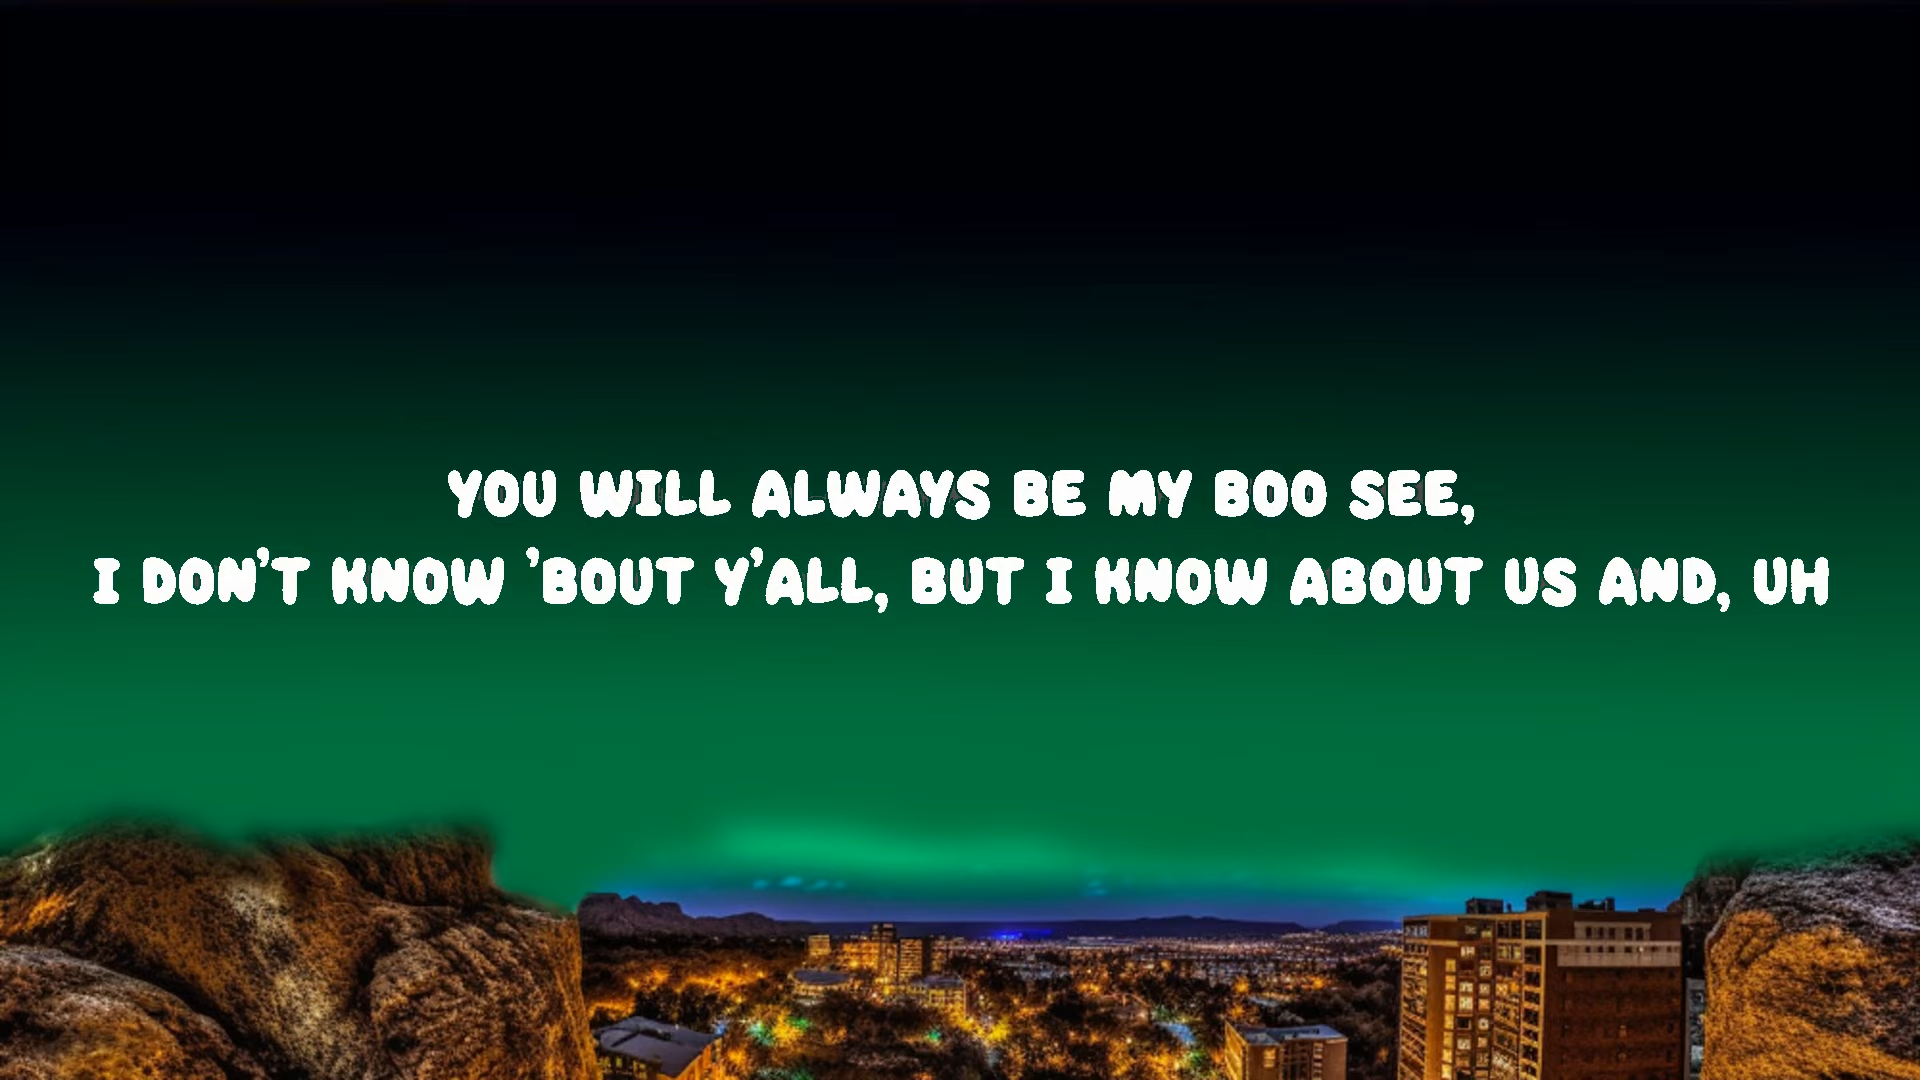 YOU WILL ALWAYS BE MY BOO SEE,
I DON'T KNOW 'BOUT Y'ALL, BUT I KNOW ABOUT US AND, UH